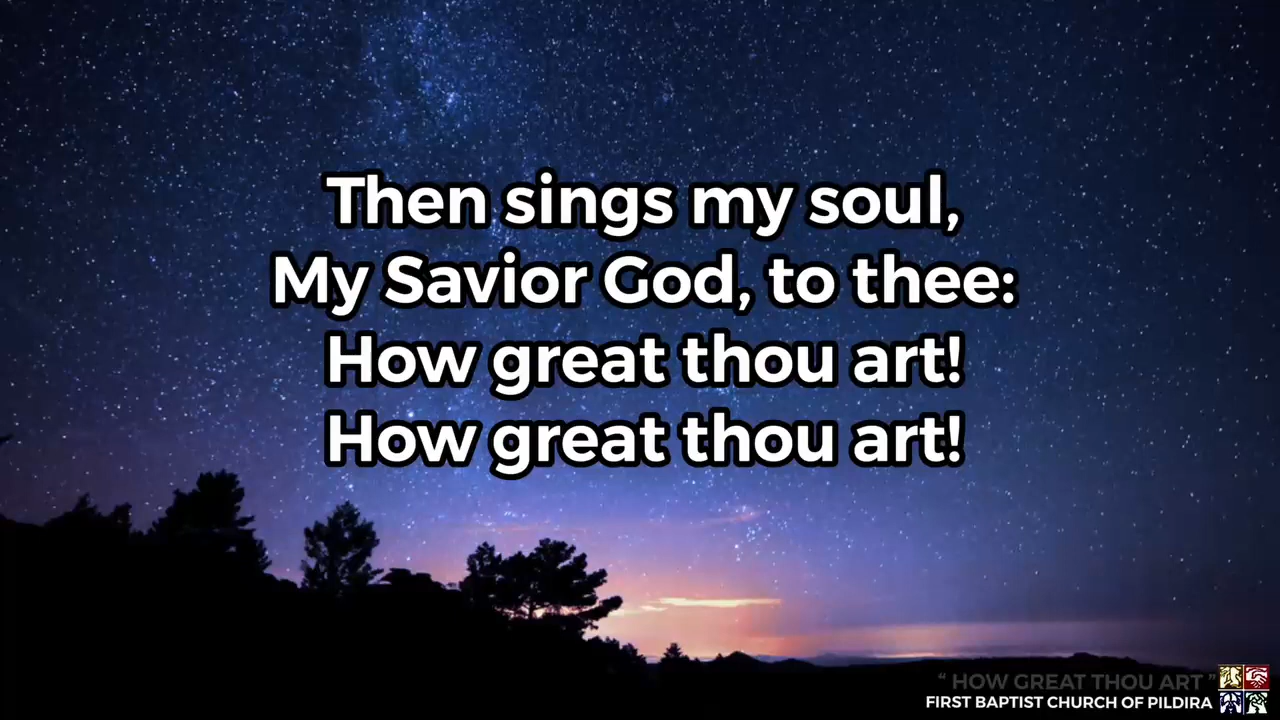 Then sings my soul,
My Savior God, to thee:
How great thou art!
How great thou art!
“ HOW GREAT THOU ART ”
FIRST BAPTIST CHURCH OF PILDIRA